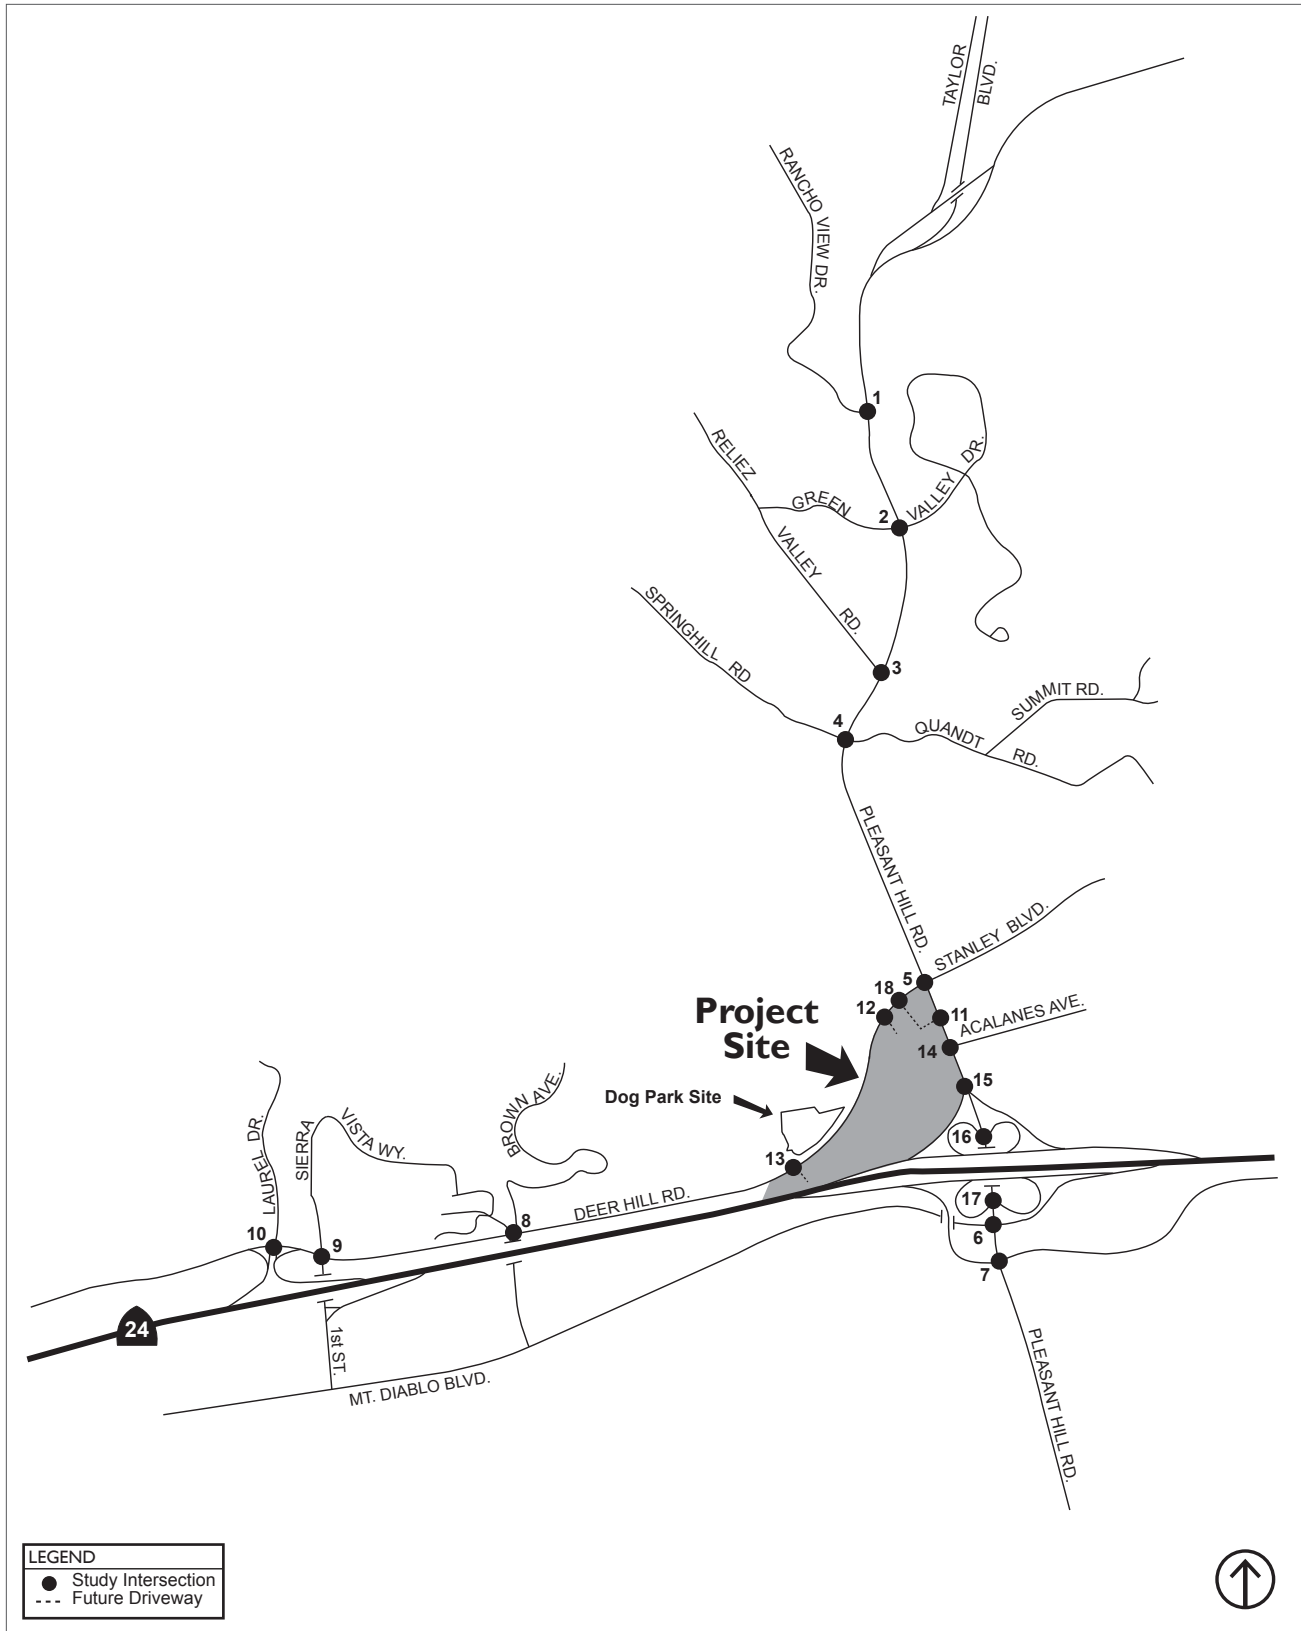 TAYLOR
BLVD.
RANCHO VIEW DR.
1
RELIEZ
VALLEY
RD.
GREEN
VALLEY
DR.
2
SPRINGHILL RD
3
SUMMIT RD.
4
QUANDT
RD.
PLEASANT HILL RD.
STANLEY BLVD.
5
18
12
11
ACALANES AVE.
14
Project
Site
15
Dog Park Site
16
13
17
6
7
LAUREL DR.
SIERRA
VISTA WY.
BROWN AVE.
DEER HILL RD.
8
9
10
24
1st ST.
MT. DIABLO BLVD.
PLEASANT HILL RD.
LEGEND
Study Intersection
Future Driveway